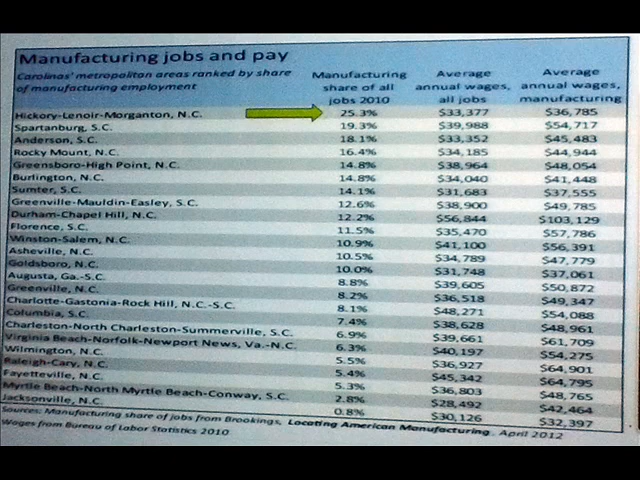 Manufacturing jobs and pay
Carolinas' metropolitan areas ranked by share
of manufacturing employment
Manufacturing
share of all
jobs 2010
Average
annual wages,
all jobs
Average
annual wages,
manufacturing
Hickory-Lenoir-Morganton, N.C. 25.3% $33,377 $36,785
Spartanburg, S.C. 19.3% $39,988 $54,717
Anderson, S.C. 18.1% $33,352 $45,483
Rocky Mount, N.C. 16.4% $34,185 $44,944
Greensboro-High Point, N.C. 14.8% $38,964 $48,054
Burlington, N.C. 14.8% $34,040 $41,448
Sumter, S.C. 14.1% $31,683 $37,555
Greenville-Mauldin-Easley, S.C. 12.6% $38,900 $49,785
Durham-Chapel Hill, N.C. 12.2% $56,844 $103,129
Florence, S.C. 11.5% $35,470 $57,786
Winston-Salem, N.C. 10.9% $41,100 $56,391
Asheville, N.C. 10.5% $34,789 $47,779
Goldsboro, N.C. 10.0% $31,748 $37,061
Augusta, Ga.-S.C. 8.8% $39,605 $50,872
Greenville, N.C. 8.2% $36,518 $49,347
Charlotte-Gastonia-Rock Hill, N.C.-S.C. 8.1% $48,271 $54,088
Columbia, S.C. 7.4% $38,628 $48,961
Charleston-North Charleston-Summerville, S.C. 6.9% $39,661 $61,709
Virginia Beach-Norfolk-Newport News, Va.-N.C. 6.3% $40,197 $54,275
Wilmington, N.C. 5.5% $36,927 $64,901
Raleigh-Cary, N.C. 5.4% $45,342 $64,795
Fayetteville, N.C. 5.3% $36,803 $48,765
Myrtle Beach-North Myrtle Beach-Conway, S.C. 2.8% $28,492 $42,464
Jacksonville, N.C. 0.8% $30,126 $32,397
Sources: Manufacturing share of jobs from Brookings, Locating American Manufacturing, April 2012
Wages from Bureau of Labor Statistics 2010